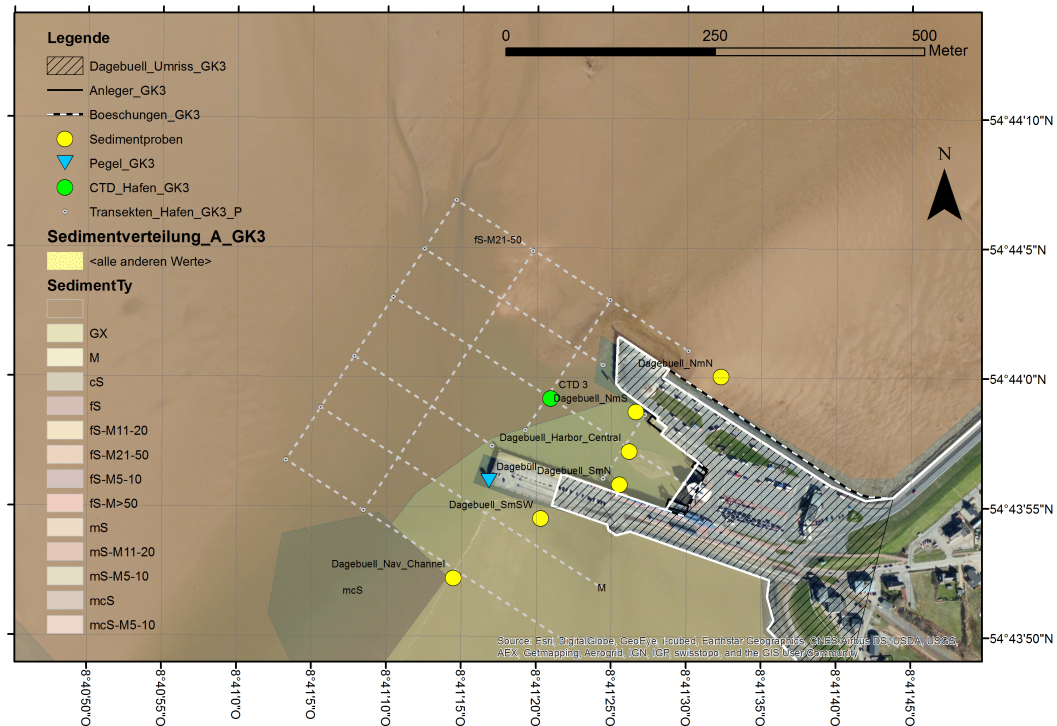 Legende
Dagebuell_Umriss_GK3
Anleger_GK3
Boeschungen_GK3
Sedimentproben
Pegel_GK3
CTD_Hafen_GK3
Transekten_Hafen_GK3_P
Sedimentverteilung_A_GK3
<alle anderen Werte>
SedimentTy
GX
M
cS
fS
fS-M11-20
fS-M21-50
fS-M5-10
fS-M>50
mS
mS-M11-20
mS-M5-10
mcS
mcS-M5-10
0 250 500
Meter
N
fS-M21-50
Dagebuell_NmN
CTD 3
Dagebuell_NmS
Dagebuell_Harbor_Central
Dagebüll
Dagebuell_SmN
Dagebuell_SmSW
Dagebuell_Nav_Channel
mcS
M
Source: Esri, DigitalGlobe, GeoEye, i-cubed, Earthstar Geographics, CNES/Airbus DS, USDA, USGS,
AEX, Getmapping, Aerogrid, IGN, IGP, swisstopo, and the GIS User Community
54°44'10"N
54°44'5"N
54°44'0"N
54°43'55"N
54°43'50"N
8°40'50"O
8°40'55"O
8°41'0"O
8°41'10"O
8°41'15"O
8°41'20"O
8°41'25"O
8°41'30"O
8°41'35"O
8°41'40"O
8°41'45"O